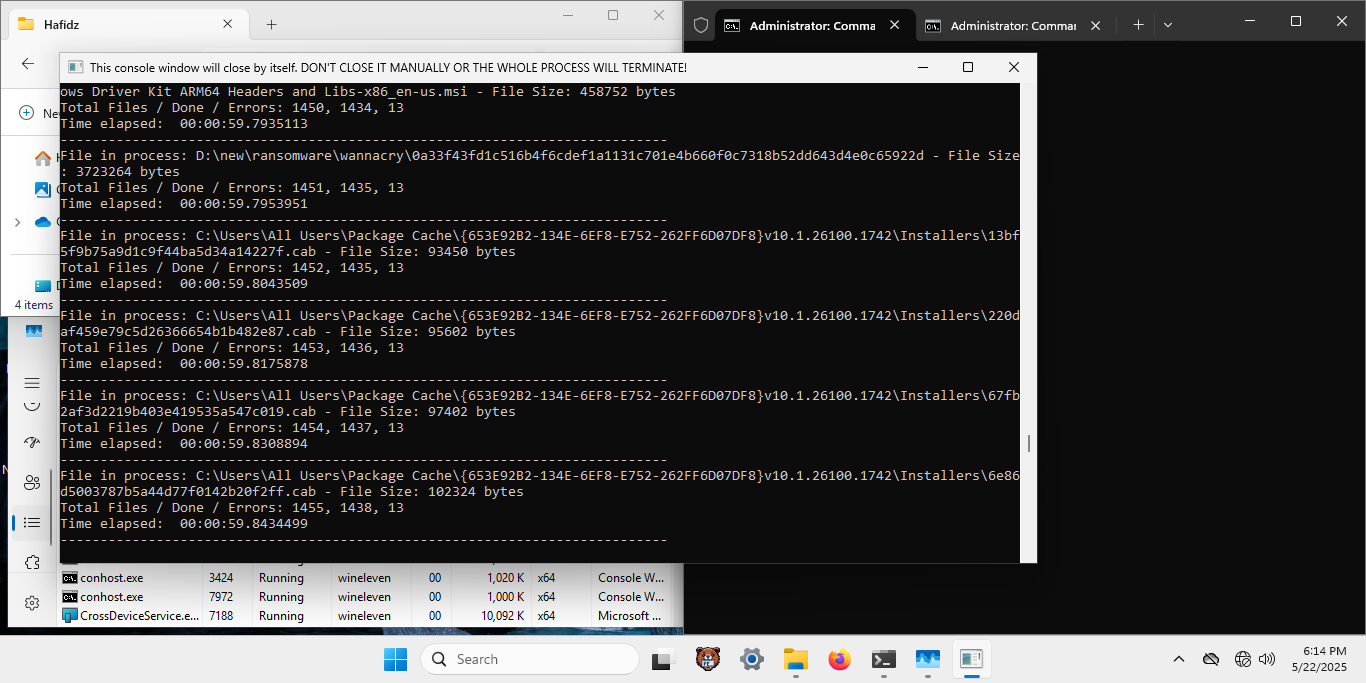 Hafidz
Administrator: Comma
Administrator: Comman
This console window will close by itself. DON'T CLOSE IT MANUALLY OR THE WHOLE PROCESS WILL TERMINATE!
ows Driver Kit ARM64 Headers and Libs-x86_en-us.msi - File Size: 458752 bytes
Total Files / Done / Errors: 1450, 1434, 13
Time elapsed:  00:00:59.7935113
----------------------------------------------------------------------------
File in process: D:\new\ransomware\wannacry\0a33f43fd1c516b4f6cdef1a1131c701e4b660f0c7318b52dd643d4e0c65922d - File Size
: 3723264 bytes
Total Files / Done / Errors: 1451, 1435, 13
Time elapsed:  00:00:59.7953951
----------------------------------------------------------------------------
File in process: C:\Users\All Users\Package Cache\{653E92B2-134E-6EF8-E752-262FF6D07DF8}v10.1.26100.1742\Installers\13bf
5f9b75a9d1c9f44ba5d34a14227f.cab - File Size: 93450 bytes
Total Files / Done / Errors: 1452, 1435, 13
Time elapsed:  00:00:59.8043509
----------------------------------------------------------------------------
File in process: C:\Users\All Users\Package Cache\{653E92B2-134E-6EF8-E752-262FF6D07DF8}v10.1.26100.1742\Installers\220d
af459e79c5d26366654b1b482e87.cab - File Size: 95602 bytes
Total Files / Done / Errors: 1453, 1436, 13
Time elapsed:  00:00:59.8175878
----------------------------------------------------------------------------
File in process: C:\Users\All Users\Package Cache\{653E92B2-134E-6EF8-E752-262FF6D07DF8}v10.1.26100.1742\Installers\67fb
2af3d2219b403e419535a547c019.cab - File Size: 97402 bytes
Total Files / Done / Errors: 1454, 1437, 13
Time elapsed:  00:00:59.8308894
----------------------------------------------------------------------------
File in process: C:\Users\All Users\Package Cache\{653E92B2-134E-6EF8-E752-262FF6D07DF8}v10.1.26100.1742\Installers\6e86
d5003787b5a44d77f0142b20f2ff.cab - File Size: 102324 bytes
Total Files / Done / Errors: 1455, 1438, 13
Time elapsed:  00:00:59.8434499
----------------------------------------------------------------------------
4 items
conhost.exe 3424 Running wineleven 00 1,020 K x64 Console W...
conhost.exe 7972 Running wineleven 00 1,000 K x64 Console W...
CrossDeviceService.e... 7188 Running wineleven 00 10,092 K x64 Microsoft ...
Search
6:14 PM
5/22/2025